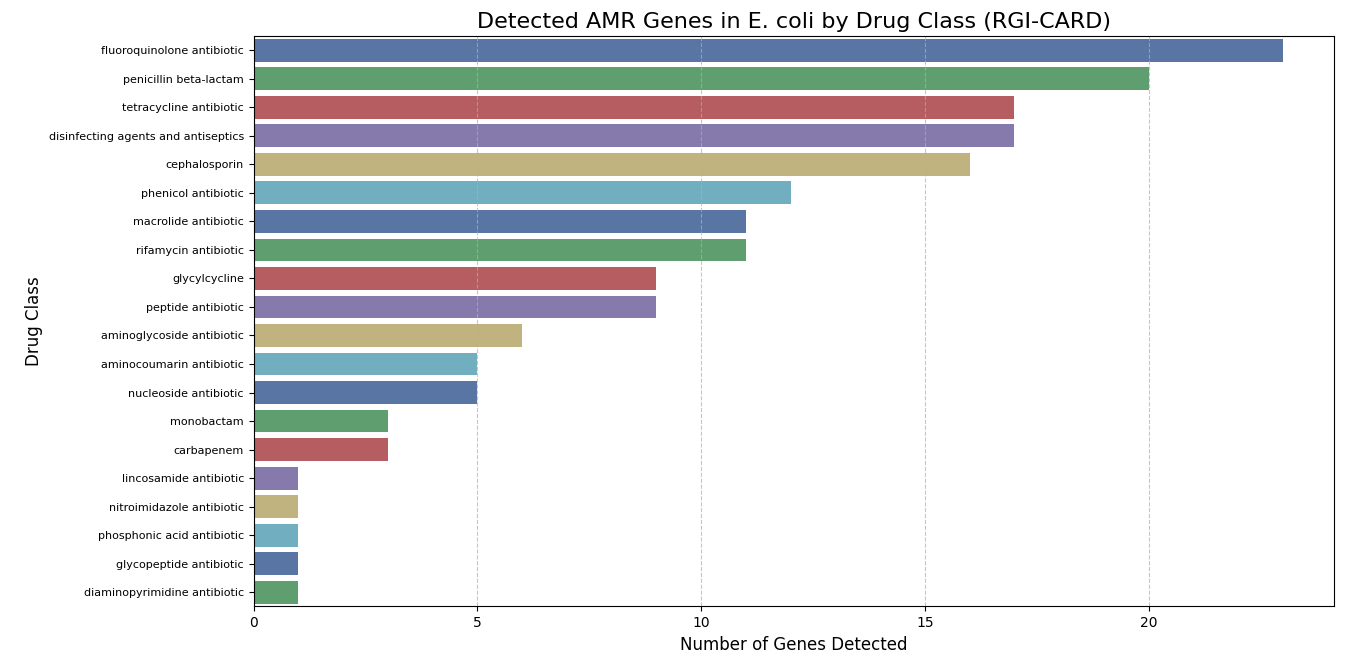 Detected AMR Genes in E. coli by Drug Class (RGI-CARD)
fluoroquinolone antibiotic
penicillin beta-lactam
tetracycline antibiotic
disinfecting agents and antiseptics
cephalosporin
phenicol antibiotic
macrolide antibiotic
rifamycin antibiotic
glycylcycline
peptide antibiotic
aminoglycoside antibiotic
aminocoumarin antibiotic
nucleoside antibiotic
monobactam
carbapenem
lincosamide antibiotic
nitroimidazole antibiotic
phosphonic acid antibiotic
glycopeptide antibiotic
diaminopyrimidine antibiotic
Drug Class
0 5 10 15 20
Number of Genes Detected